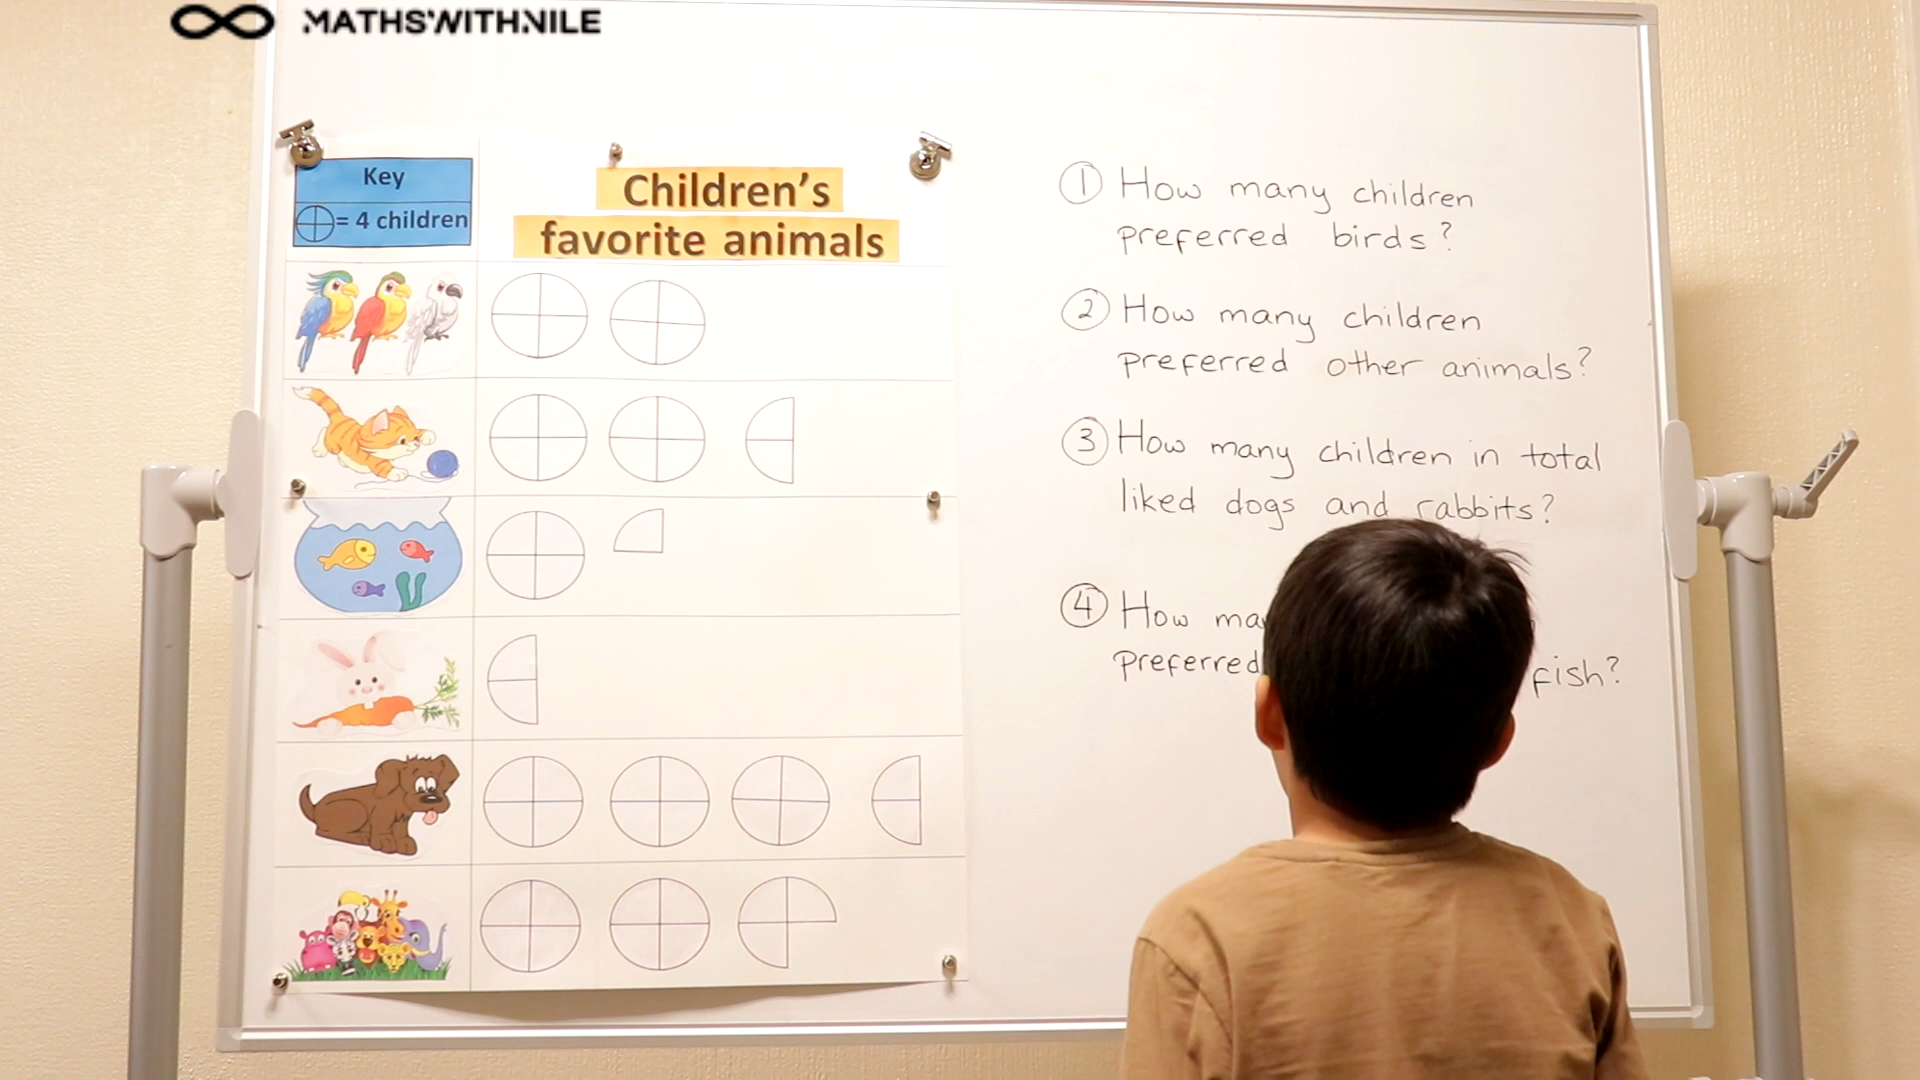 MATHSWITHNILE
Key
= 4 children
Children's
favorite animals
① How many children
preferred birds?
② How many children
preferred other animals?
③ How many children in total
liked dogs and rabbits?
④ How
preferred fish?